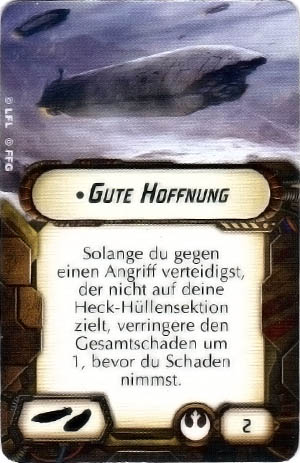 © LFL © FFG
• GUTE HOFFNUNG
Solange du gegen
einen Angriff verteidigst,
der nicht auf deine
Heck-Hüllensektion
zielt, verringere den
Gesamtschaden um
1, bevor du Schaden
nimmst.
2